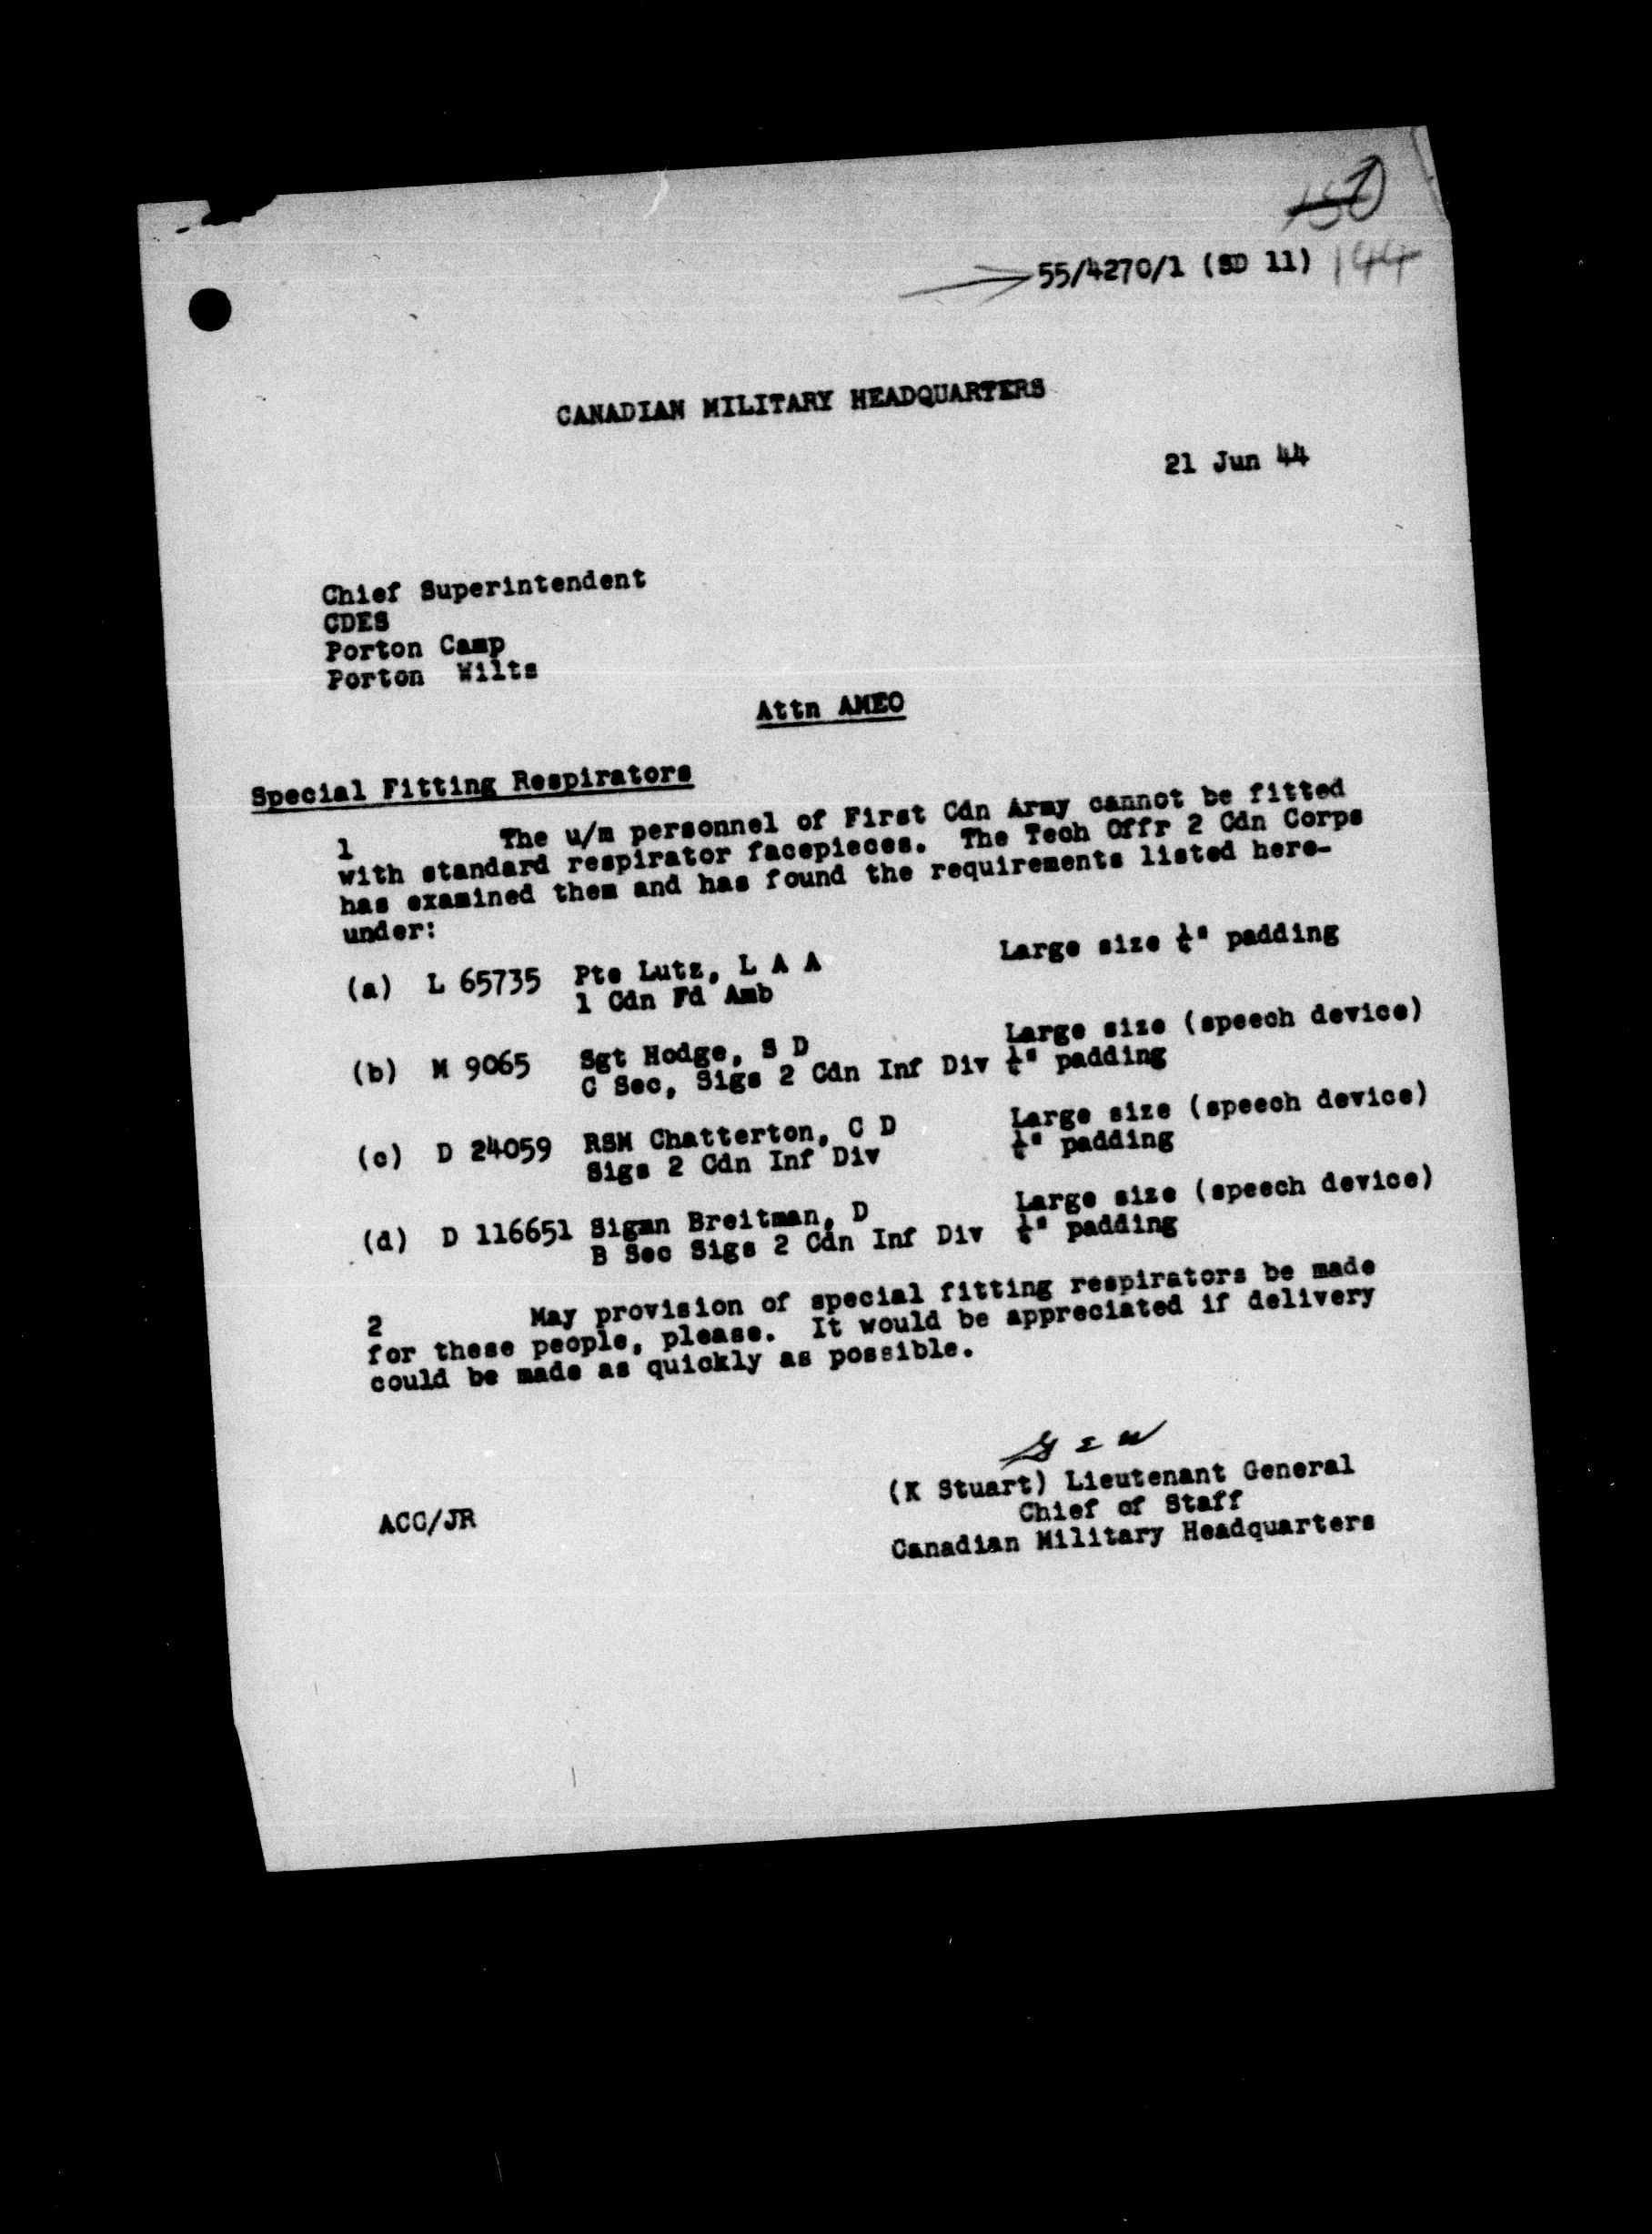 55/4270/1 (SD 11) 144
CANADIAN MILITARY HEADQUARTERS
21 Jun 44
Chief Superintendent
CDES
Porton Camp
Porton Wilts
Attn AMEO
Special Fitting Respirators
1 The u/m personnel of First Cdn Army cannot be fitted
with standard respirator facepieces. The Tech Offr 2 Cdn Corps
has examined them and has found the requirements listed here-
under:
(a) L 65735 Pte Lutz, L A A Large size ¼" padding
1 Cdn Fd Amb
(b) M 9065 Sgt Hodge, S D Large size (speech device)
C Sec, Sigs 2 Cdn Inf Div ¼" padding
(c) D 24059 RSM Chatterton, C D Large size (speech device)
Sigs 2 Cdn Inf Div ¼" padding
(d) D 116651 Sigmn Breitman, D Large size (speech device)
B Sec Sigs 2 Cdn Inf Div ¼" padding
2 May provision of special fitting respirators be made
for these people, please. It would be appreciated if delivery
could be made as quickly as possible.
(K Stuart) Lieutenant General
Chief of Staff
ACC/JR
Canadian Military Headquarters